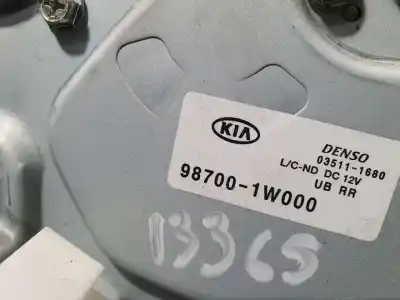 KIA
DENSO
03511-1680
L/C-ND DC 12V
98700-1W000
UB RR
13365